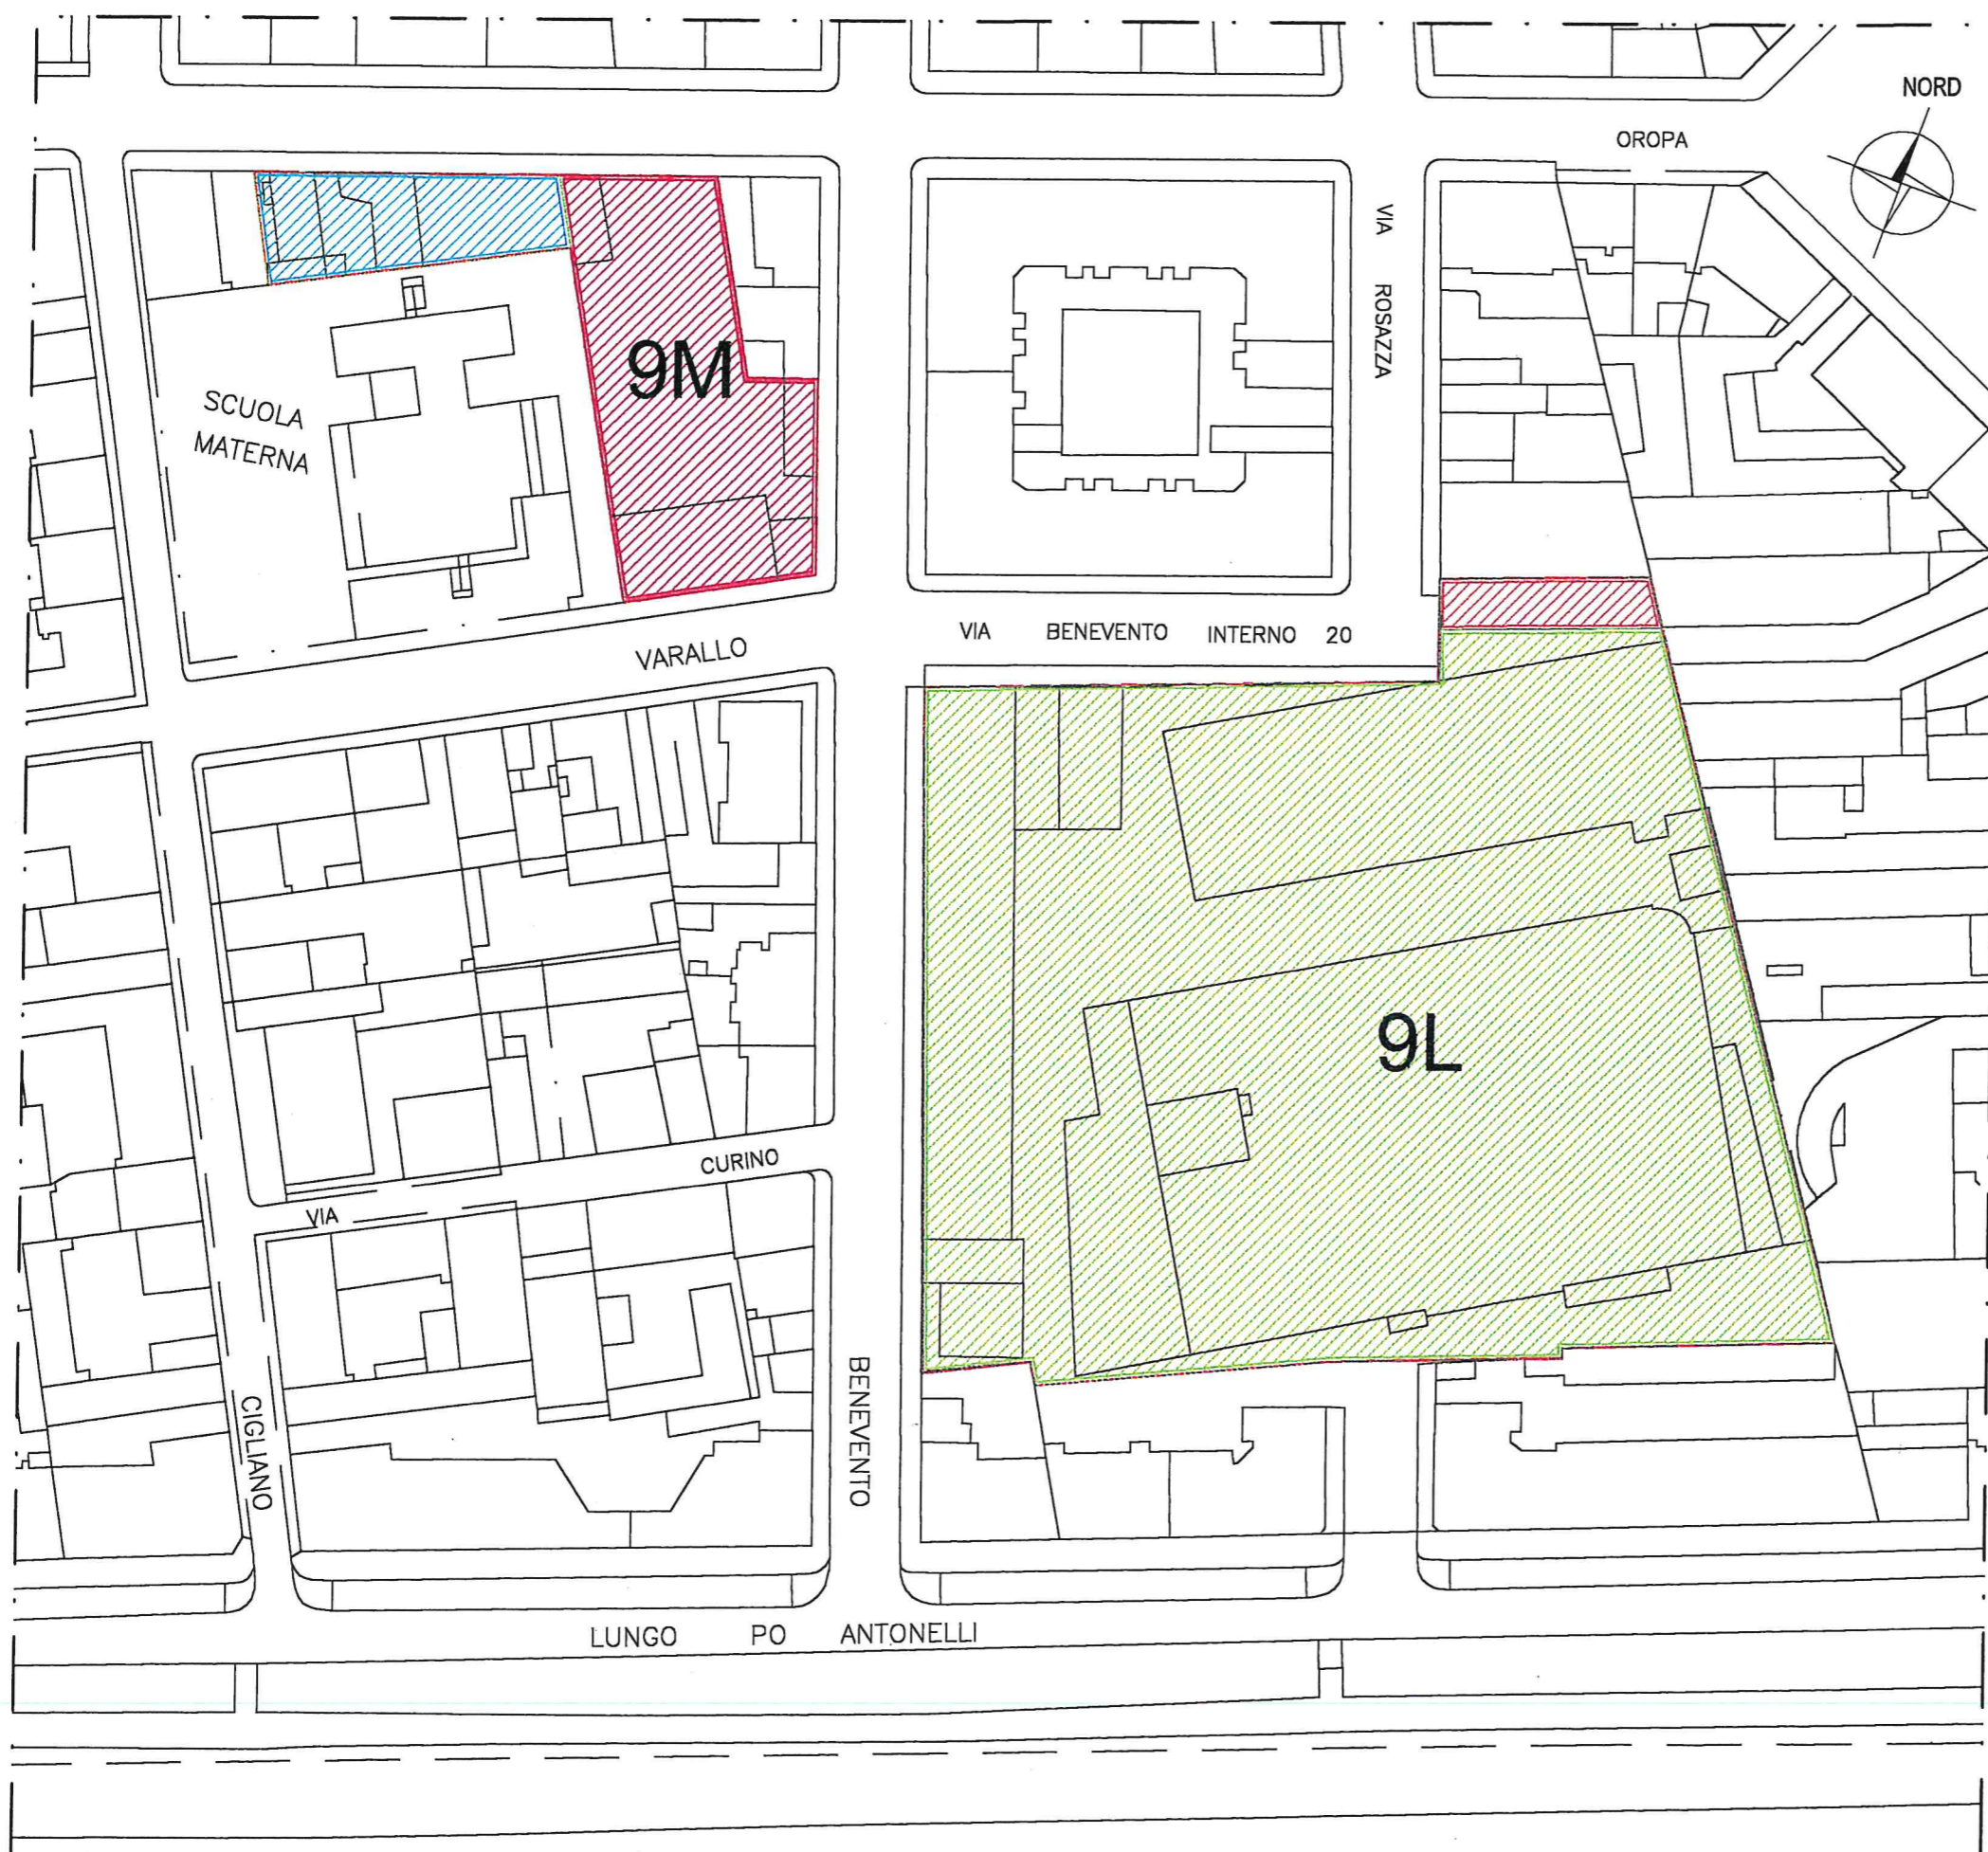 NORD
OROPA
VIA ROSAZZA
9M
SCUOLA
MATERNA
VIA BENEVENTO INTERNO 20
VARALLO
9L
CURINO
VIA
BENEVENTO
CIGLIANO
LUNGO PO ANTONELLI